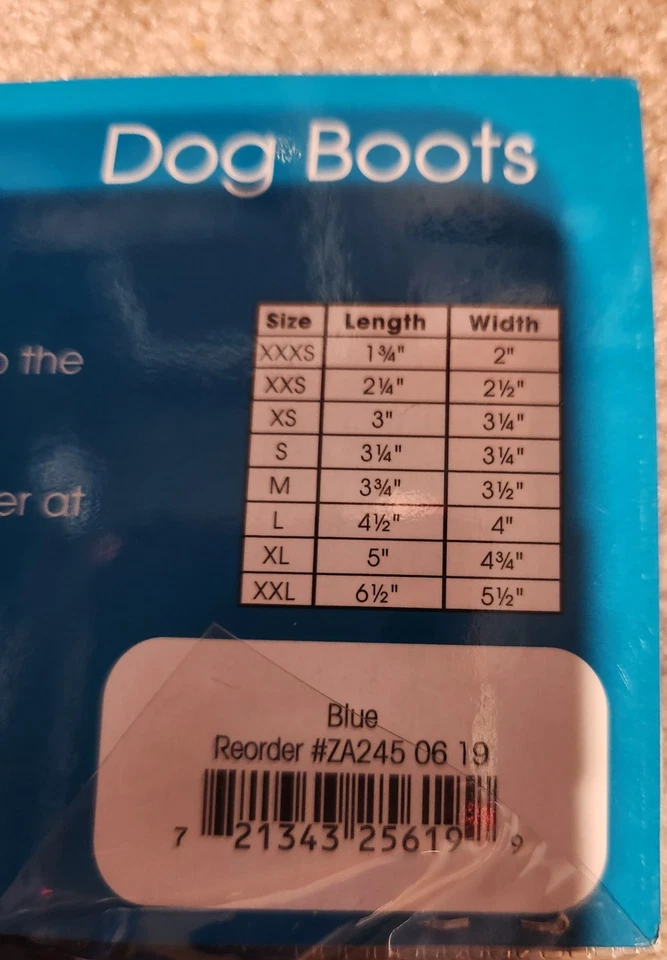 Dog Boots
the
at
Size Length Width
XXXS 1¾" 2"
XXS 2¼" 2½"
XS 3" 3¼"
S 3¼" 3¼"
M 3¾" 3½"
L 4½" 4"
XL 5" 4¾"
XXL 6½" 5½"
Blue
Reorder #ZA245 06 19
7 21343 25619 9